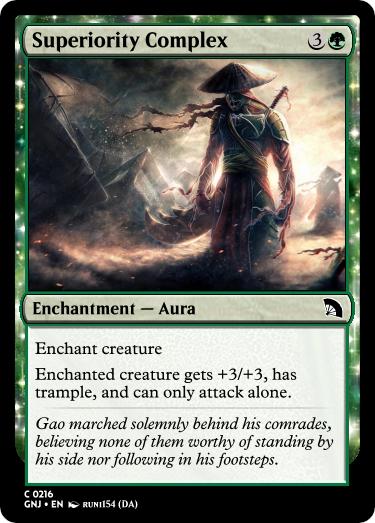 Superiority Complex 3
Enchantment — Aura
Enchant creature
Enchanted creature gets +3/+3, has
trample, and can only attack alone.
Gao marched solemnly behind his comrades,
believing none of them worthy of standing by
his side nor following in his footsteps.
C 0216
GNJ • EN RUN154 (DA)